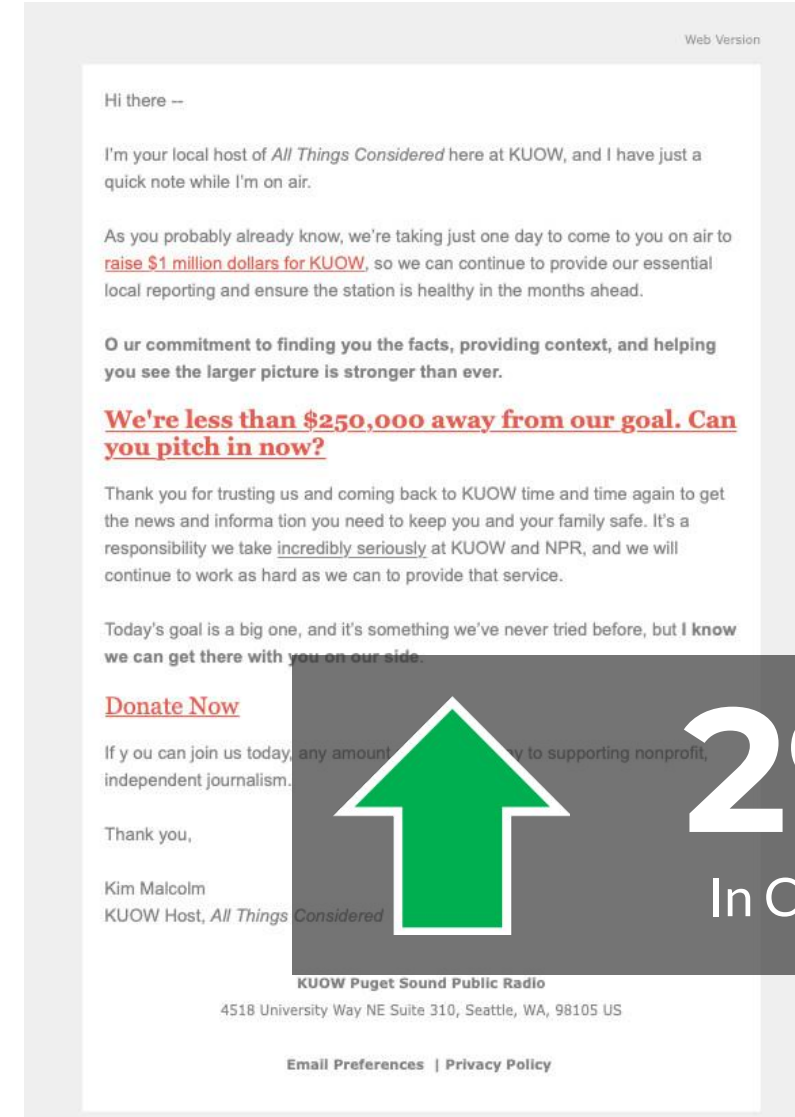 Web Version
Hi there --
I'm your local host of All Things Considered here at KUOW, and I have just a
quick note while I'm on air.
As you probably already know, we're taking just one day to come to you on air to
raise $1 million dollars for KUOW, so we can continue to provide our essential
local reporting and ensure the station is healthy in the months ahead.
O ur commitment to finding you the facts, providing context, and helping
you see the larger picture is stronger than ever.
We're less than $250,000 away from our goal. Can
you pitch in now?
Thank you for trusting us and coming back to KUOW time and time again to get
the news and informa tion you need to keep you and your family safe. It's a
responsibility we take incredibly seriously at KUOW and NPR, and we will
continue to work as hard as we can to provide that service.
Today's goal is a big one, and it's something we've never tried before, but I know
we can get there with you on our side.
Donate Now
If y ou can join us today, any amount to supporting nonprofit,
independent journalism.
Thank you,
Kim Malcolm
KUOW Host, All Things Considered
2
In
KUOW Puget Sound Public Radio
4518 University Way NE Suite 310, Seattle, WA, 98105 US
Email Preferences | Privacy Policy